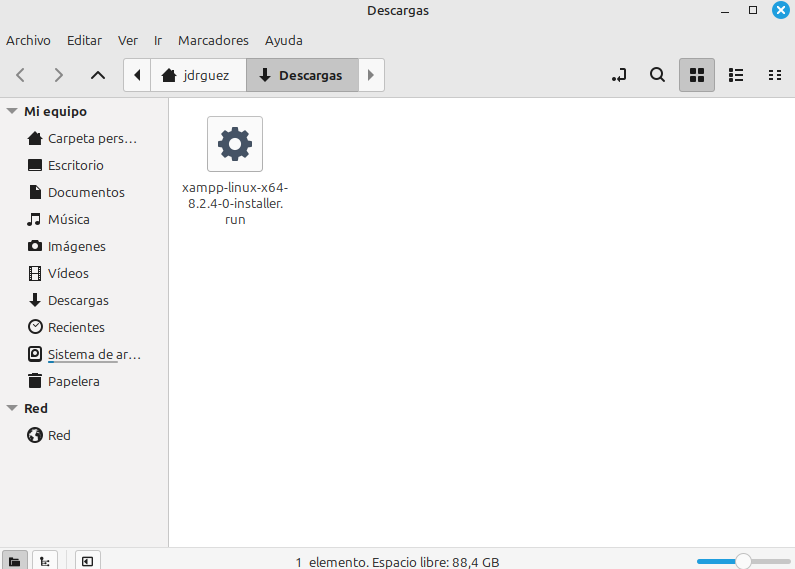 Descargas
Archivo Editar Ver Ir Marcadores Ayuda
jdrguez Descargas
Mi equipo
Carpeta pers...
Escritorio
Documentos
Música
Imágenes
Vídeos
Descargas
Recientes
Sistema de ar...
Papelera
Red
Red
xampp-linux-x64-
8.2.4-0-installer.
run
1 elemento. Espacio libre: 88,4 GB